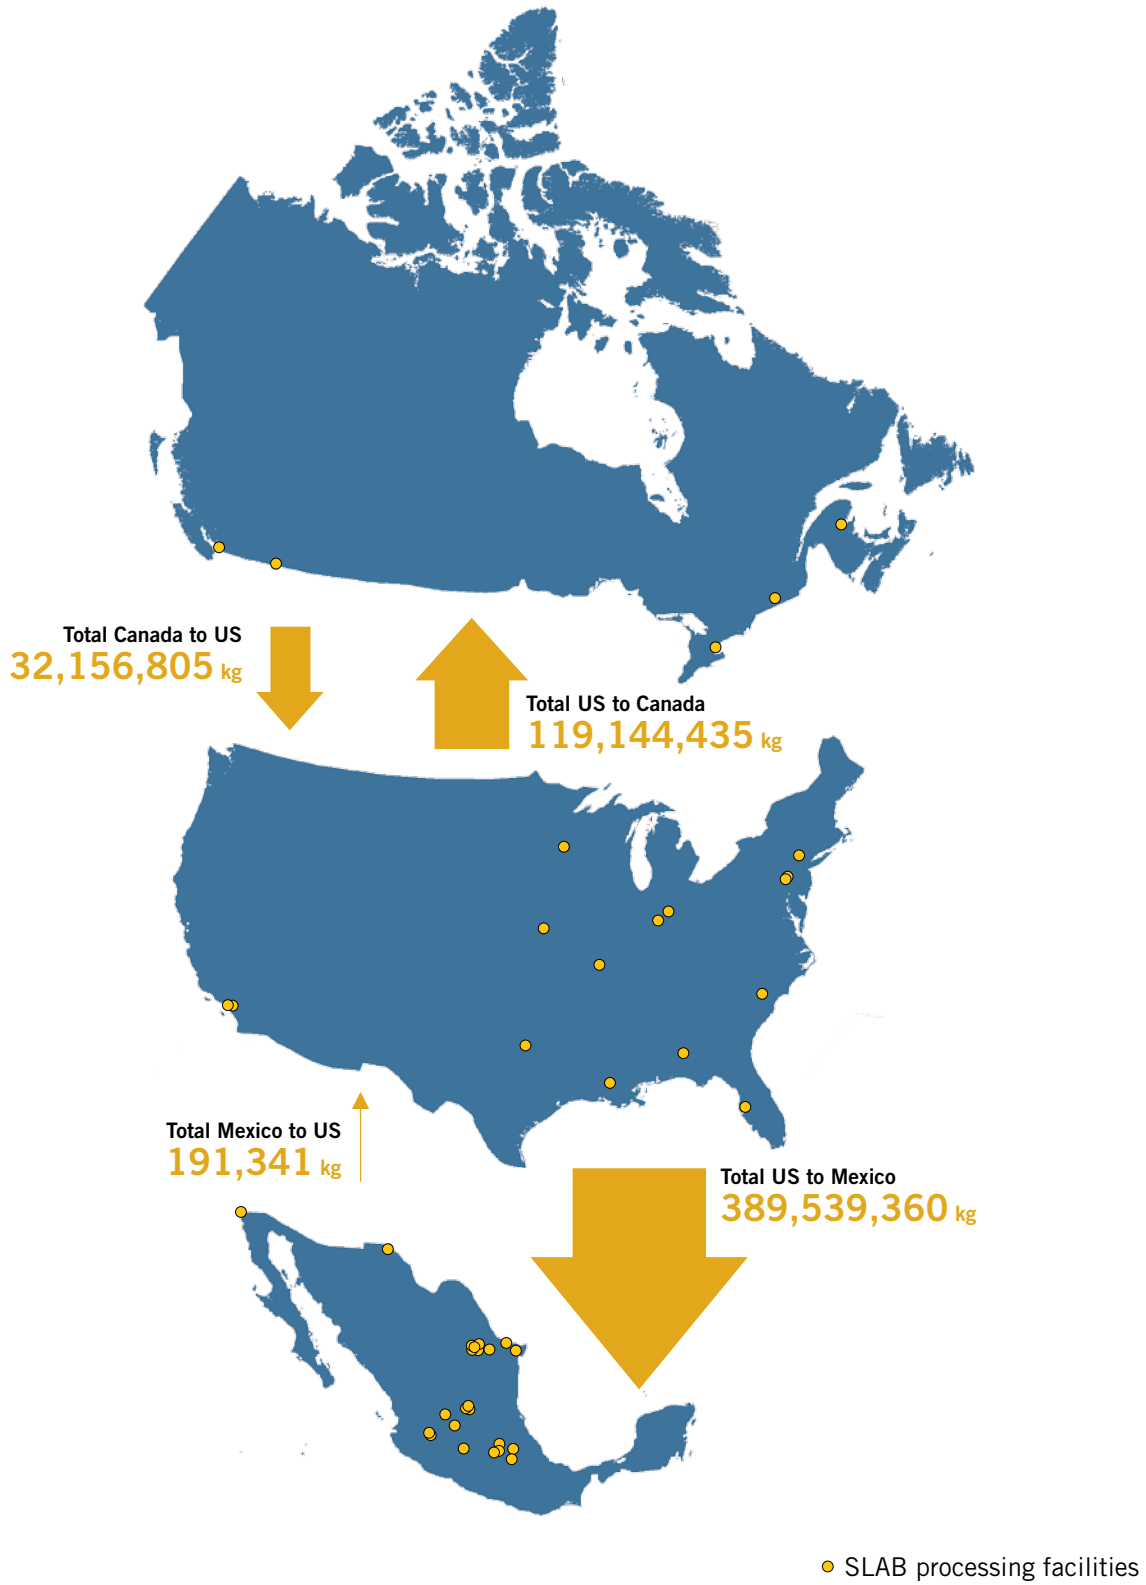 Total Canada to US
32,156,805 kg
Total US to Canada
119,144,435 kg
Total Mexico to US
191,341 kg
Total US to Mexico
389,539,360 kg
SLAB processing facilities